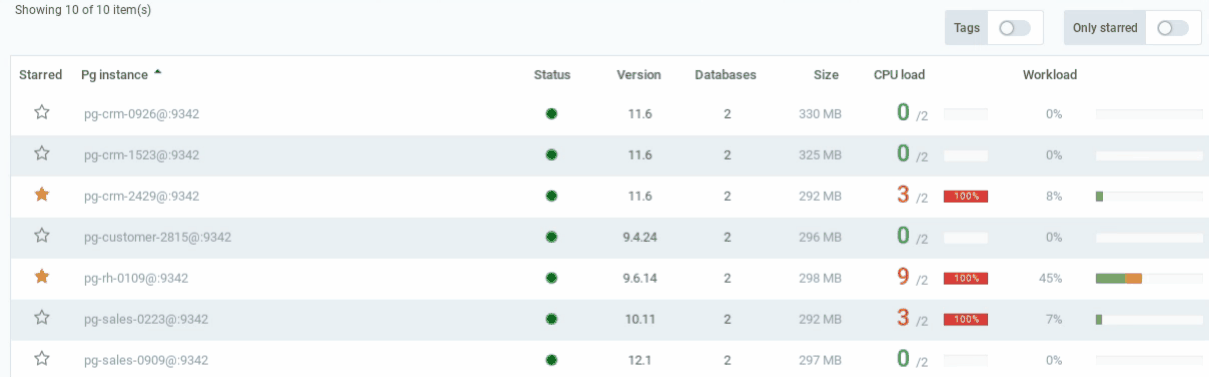 Showing 10 of 10 item(s)
Tags Only starred
Starred Pg instance Status Version Databases Size CPU load Workload
pg-crm-0926@:9342 11.6 2 330 MB 0 /2 0%
pg-crm-1523@:9342 11.6 2 325 MB 0 /2 0%
pg-crm-2429@:9342 11.6 2 292 MB 3 /2 100% 8%
pg-customer-2815@:9342 9.4.24 2 296 MB 0 /2 0%
pg-rh-0109@:9342 9.6.14 2 298 MB 9 /2 100% 45%
pg-sales-0223@:9342 10.11 2 292 MB 3 /2 100% 7%
pg-sales-0909@:9342 12.1 2 297 MB 0 /2 0%